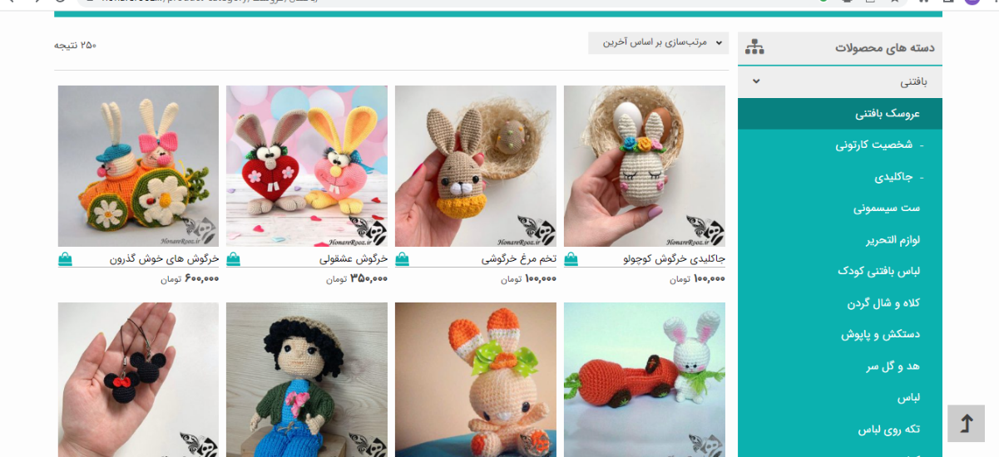 دسته های محصولات
بافتنی
عروسک بافتنی
- شخصیت کارتونی
- جاکلیدی
ست سیسمونی
لوازم التحریر
لباس بافتنی کودک
کلاه و شال گردن
دستکش و پاپوش
هد و گل سر
لباس
تکه روی لباس
مرتب‌سازی بر اساس آخرین
۲۵۰ نتیجه
HonareRooz.ir
HonareRooz.ir
HonareRooz.ir
HonareRooz.ir
جاکلیدی خرگوش کوچولو
۱۰۰,۰۰۰ تومان
تخم مرغ خرگوشی
۱۰۰,۰۰۰ تومان
خرگوش عشقولی
۳۵۰,۰۰۰ تومان
خرگوش های خوش گذرون
۶۰۰,۰۰۰ تومان